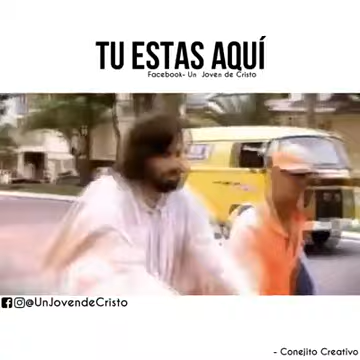 TU ESTAS AQUÍ
Facebook- Un Joven de Cristo
@UnJovendeCristo
- Conejito Creativo